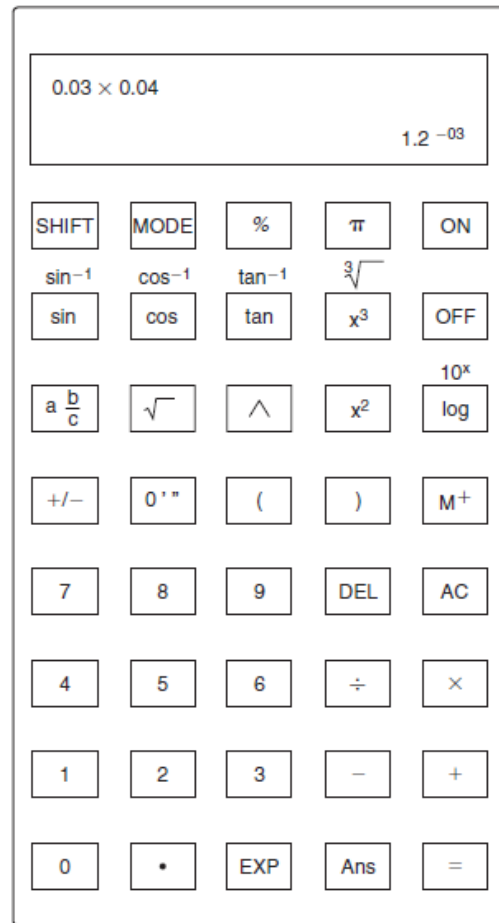 0.03 × 0.04
1.2 ⁻⁰³
SHIFT MODE % π ON
sin⁻¹ cos⁻¹ tan⁻¹ ∛
sin cos tan x³ OFF
10ˣ
a b/c √ ∧ x² log
+/− 0 ' " ( ) M⁺
7 8 9 DEL AC
4 5 6 ÷ ×
1 2 3 − +
0 • EXP Ans =